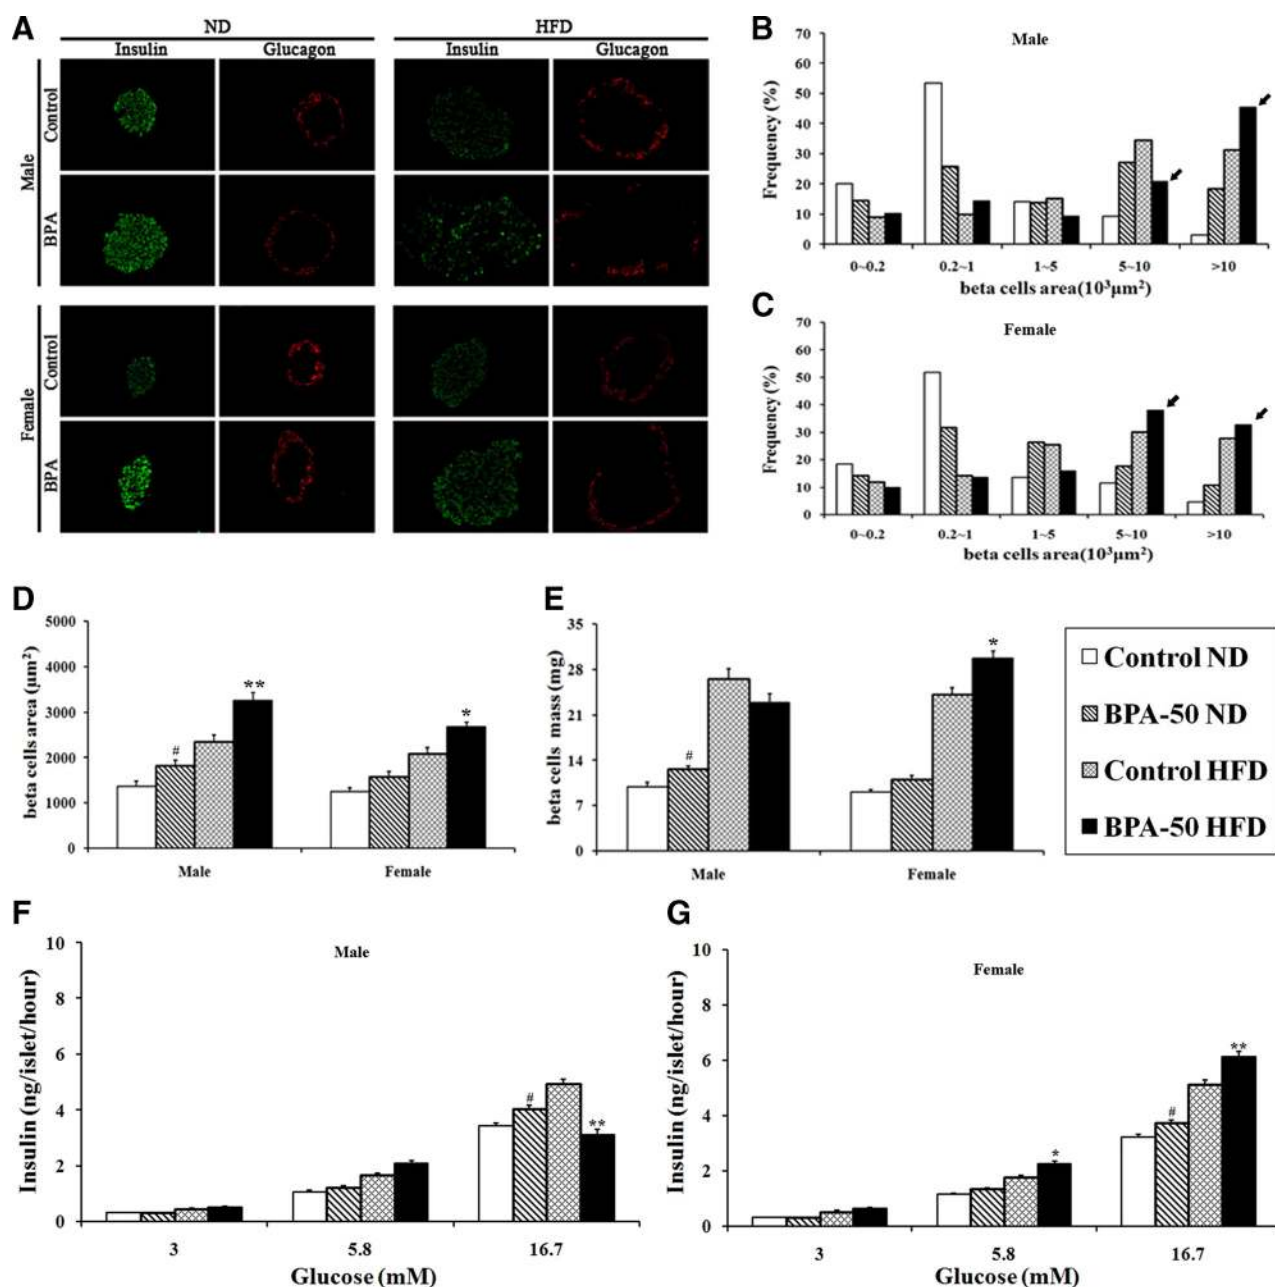 A
ND
HFD
Insulin
Glucagon
Insulin
Glucagon
Male
Control
BPA
Female
Control
BPA
B
Male
Frequency (%)
70
60
50
40
30
20
10
0
0~0.2
0.2~1
1~5
5~10
>10
beta cells area(10³μm²)
C
Female
Frequency (%)
70
60
50
40
30
20
10
0
0~0.2
0.2~1
1~5
5~10
>10
beta cells area(10³μm²)
D
beta cells area (μm²)
5000
4000
3000
2000
1000
0
#
**
*
Male
Female
E
beta cells mass (mg)
35
28
21
14
7
0
#
*
Male
Female
Control ND
BPA-50 ND
Control HFD
BPA-50 HFD
F
Male
Insulin (ng/islet/hour)
10
8
6
4
2
0
#
**
3
5.8
16.7
Glucose (mM)
G
Female
Insulin (ng/islet/hour)
10
8
6
4
2
0
*
#
**
3
5.8
16.7
Glucose (mM)